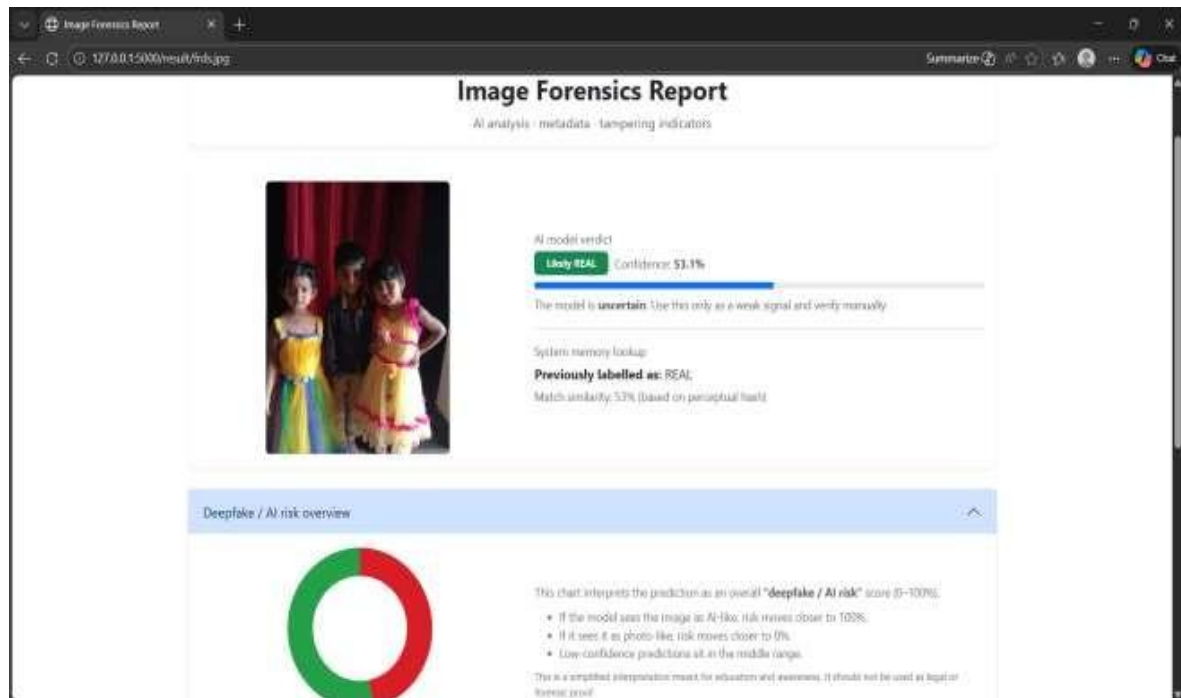 Image Forensics Report
127.0.0.1:5000/result/frds.jpg
Summarize
Chat
Image Forensics Report
AI analysis · metadata · tampering indicators
AI model verdict
Likely REAL Confidence: 53.1%
The model is uncertain. Use this only as a weak signal and verify manually.
System memory lookup
Previously labelled as: REAL
Match similarity: 53% (based on perceptual hash)
Deepfake / AI risk overview
This chart interprets the prediction as an overall "deepfake / AI risk" score (0–100%).
• If the model sees the image as AI-like, risk moves closer to 100%.
• If it sees it as photo-like, risk moves closer to 0%.
• Low-confidence predictions sit in the middle range.
This is a simplified interpretation meant for education and awareness. It should not be used as legal or
forensic proof.